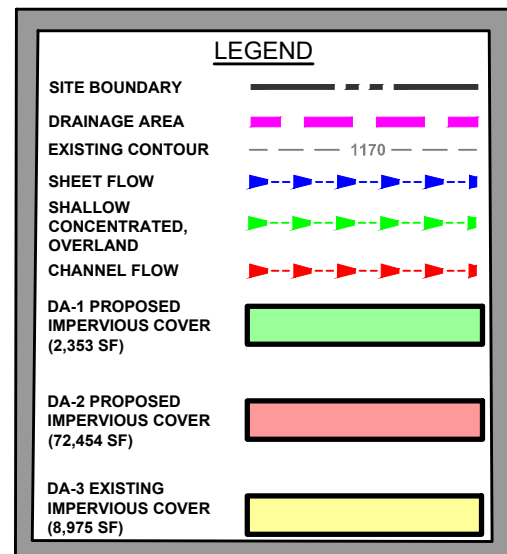 LEGEND
SITE BOUNDARY
DRAINAGE AREA
EXISTING CONTOUR
1170
SHEET FLOW
SHALLOW
CONCENTRATED,
OVERLAND
CHANNEL FLOW
DA-1 PROPOSED
IMPERVIOUS COVER
(2,353 SF)
DA-2 PROPOSED
IMPERVIOUS COVER
(72,454 SF)
DA-3 EXISTING
IMPERVIOUS COVER
(8,975 SF)